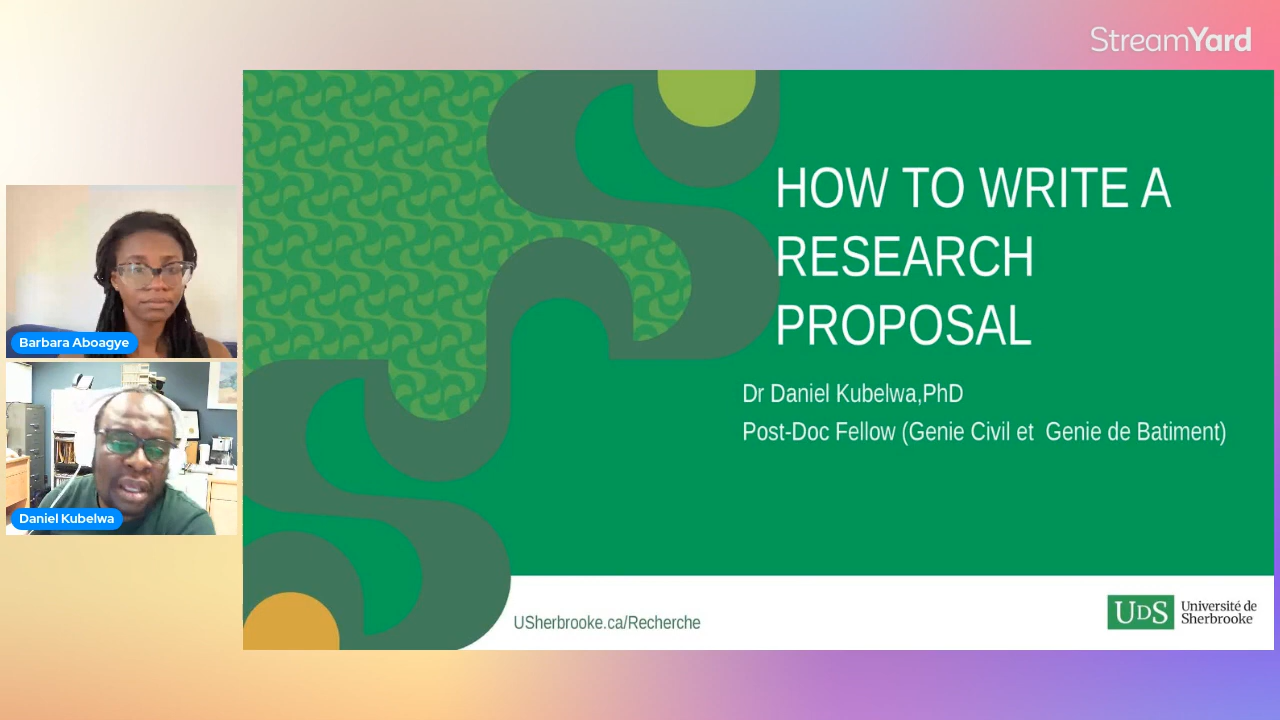 StreamYard
HOW TO WRITE A
RESEARCH
PROPOSAL
Dr Daniel Kubelwa,PhD
Post-Doc Fellow (Genie Civil et  Genie de Batiment)
Barbara Aboagye
Daniel Kubelwa
USherbrooke.ca/Recherche
UDS
Université de
Sherbrooke